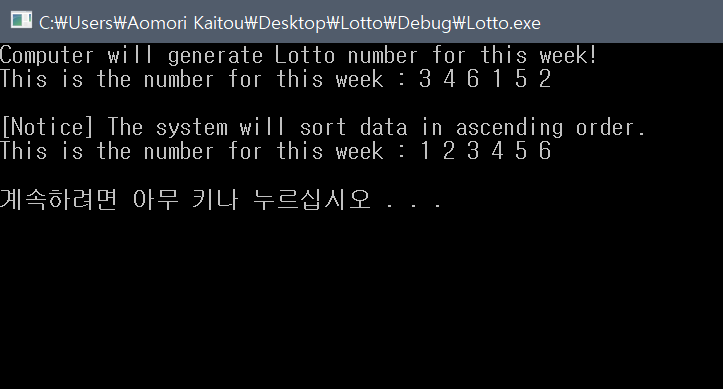 C:₩Users₩Aomori Kaitou₩Desktop₩Lotto₩Debug₩Lotto.exe
Computer will generate Lotto number for this week!
This is the number for this week : 3 4 6 1 5 2
[Notice] The system will sort data in ascending order.
This is the number for this week : 1 2 3 4 5 6
계속하려면 아무 키나 누르십시오 . . .